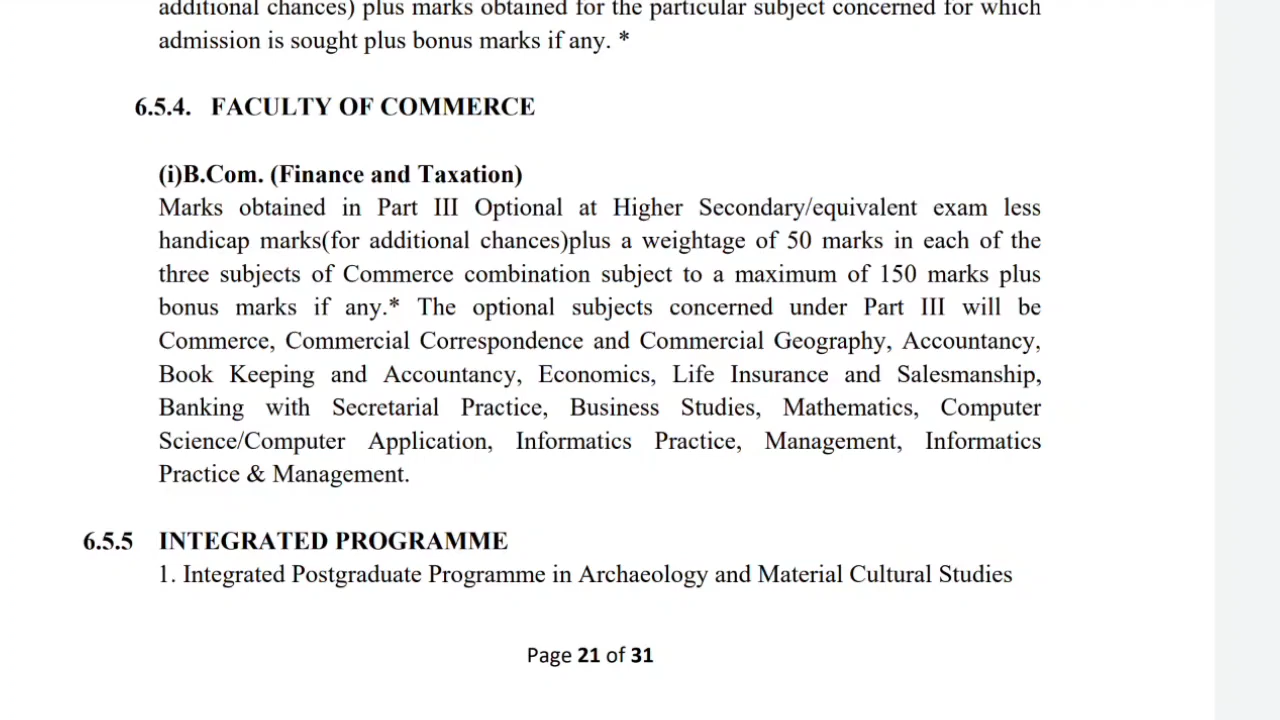 additional chances) plus marks obtained for the particular subject concerned for which
admission is sought plus bonus marks if any. *
6.5.4. FACULTY OF COMMERCE
(i)B.Com. (Finance and Taxation)
Marks obtained in Part III Optional at Higher Secondary/equivalent exam less
handicap marks(for additional chances)plus a weightage of 50 marks in each of the
three subjects of Commerce combination subject to a maximum of 150 marks plus
bonus marks if any.* The optional subjects concerned under Part III will be
Commerce, Commercial Correspondence and Commercial Geography, Accountancy,
Book Keeping and Accountancy, Economics, Life Insurance and Salesmanship,
Banking with Secretarial Practice, Business Studies, Mathematics, Computer
Science/Computer Application, Informatics Practice, Management, Informatics
Practice & Management.
6.5.5 INTEGRATED PROGRAMME
1. Integrated Postgraduate Programme in Archaeology and Material Cultural Studies
Page 21 of 31